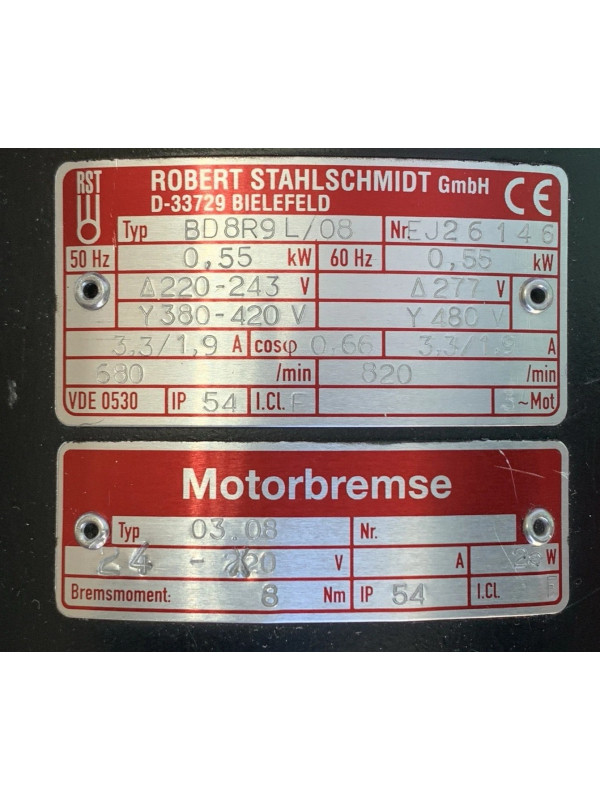 RST ROBERT STAHLSCHMIDT GmbH CE
D-33729 BIELEFELD
Typ BD8R9L/08 Nr. EJ26146
50 Hz 0,55 kW 60 Hz 0,55 kW
Δ220-243 V Δ277 V
Y380-420 V Y480 V
3,3/1,9 A cosφ 0.66 3,3/1,9 A
680 /min 820 /min
VDE 0530 IP 54 I.Cl. F 3~Mot
Motorbremse
Typ 03.08 Nr.
24 - V A W
Bremsmoment: 8 Nm IP 54 I.Cl. F